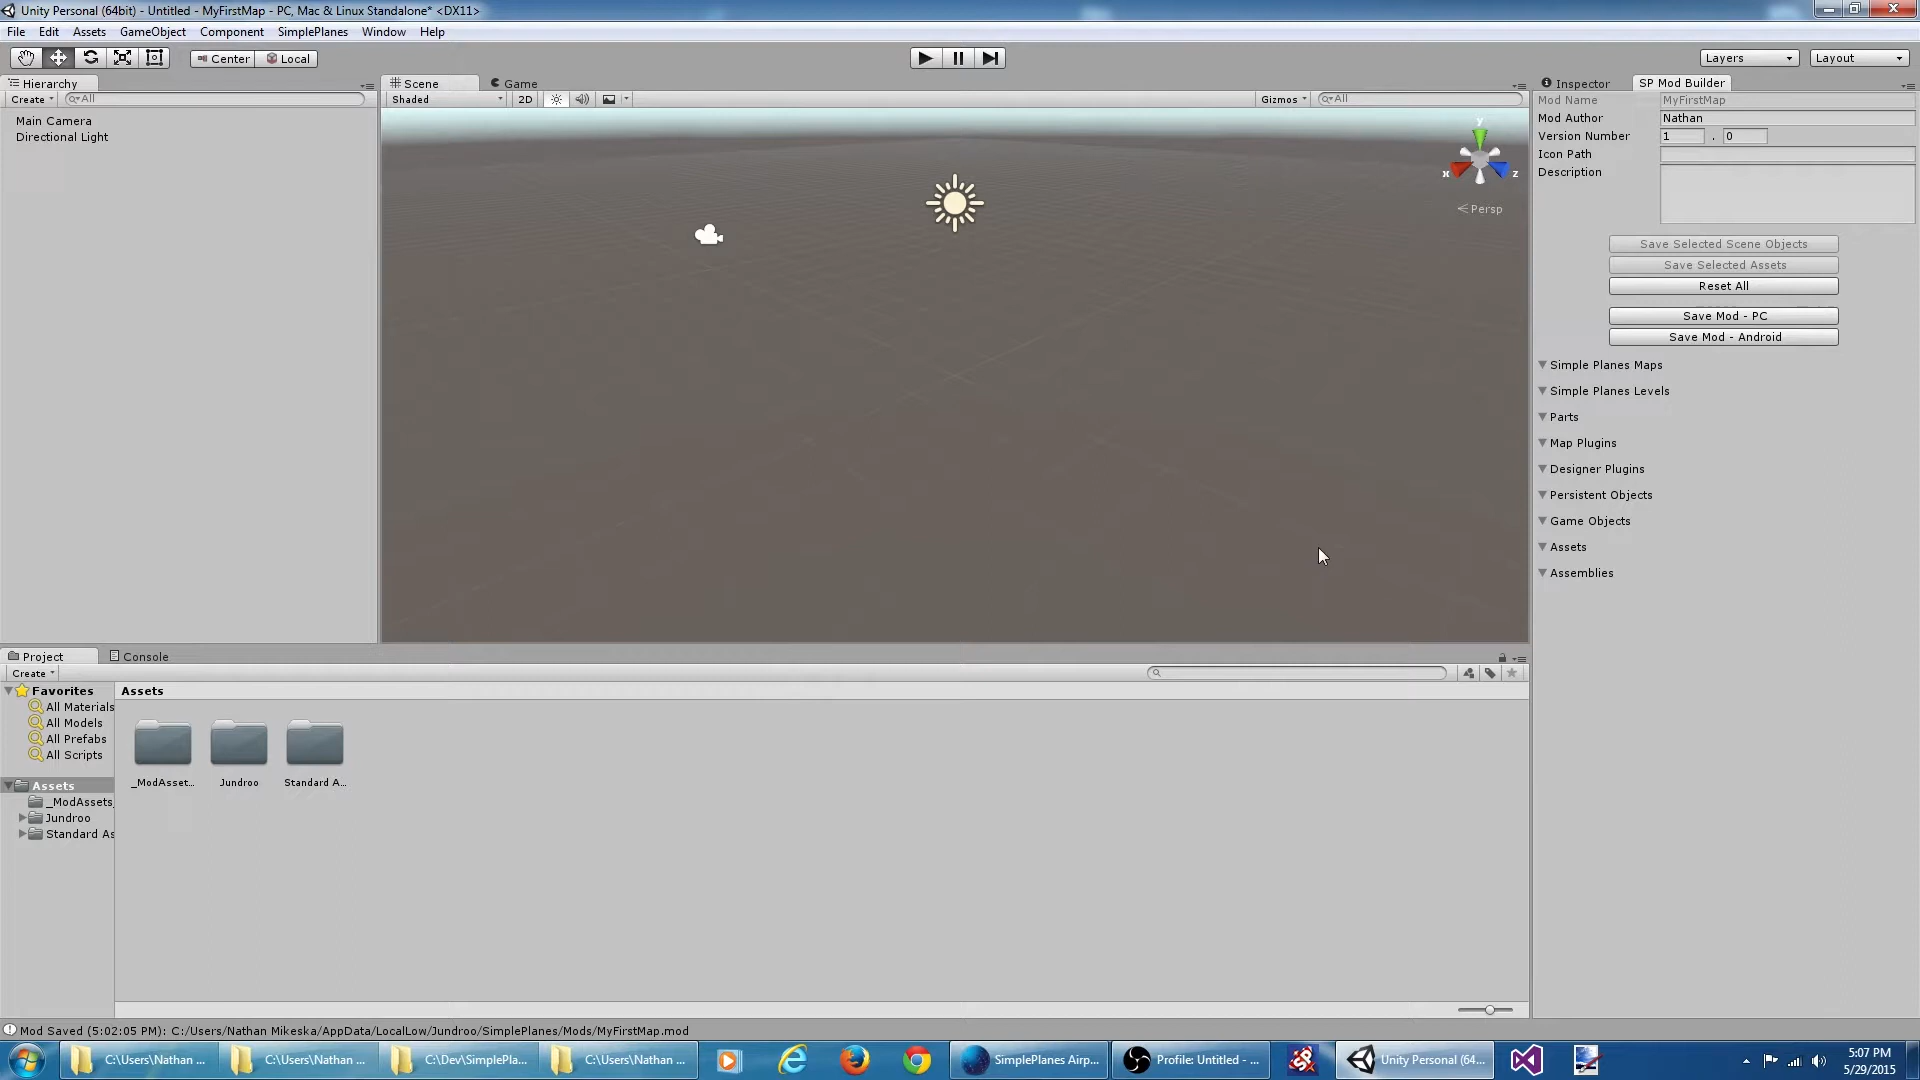 Unity Personal (64bit) - Untitled - MyFirstMap - PC, Mac & Linux Standalone* <DX11>
File Edit Assets GameObject Component SimplePlanes Window Help
Center Local Layers Layout
Hierarchy
Create All
Main Camera
Directional Light
Scene Game
Shaded 2D Gizmos All
y
x z
Persp
Inspector SP Mod Builder
Mod Name MyFirstMap
Mod Author Nathan
Version Number 1 . 0
Icon Path
Description
Save Selected Scene Objects
Save Selected Assets
Reset All
Save Mod - PC
Save Mod - Android
Simple Planes Maps
Simple Planes Levels
Parts
Map Plugins
Designer Plugins
Persistent Objects
Game Objects
Assets
Assemblies
Project Console
Create
Favorites
All Materials
All Models
All Prefabs
All Scripts
Assets
_ModAssets
Jundroo
Standard As
Assets
_ModAsset... Jundroo Standard A...
Mod Saved (5:02:05 PM): C:/Users/Nathan Mikeska/AppData/LocalLow/Jundroo/SimplePlanes/Mods/MyFirstMap.mod
C:\Users\Nathan ... C:\Users\Nathan ... C:\Dev\SimplePla... C:\Users\Nathan ... SimplePlanes Airp... Profile: Untitled - ... Unity Personal (64... 5:07 PM
5/29/2015